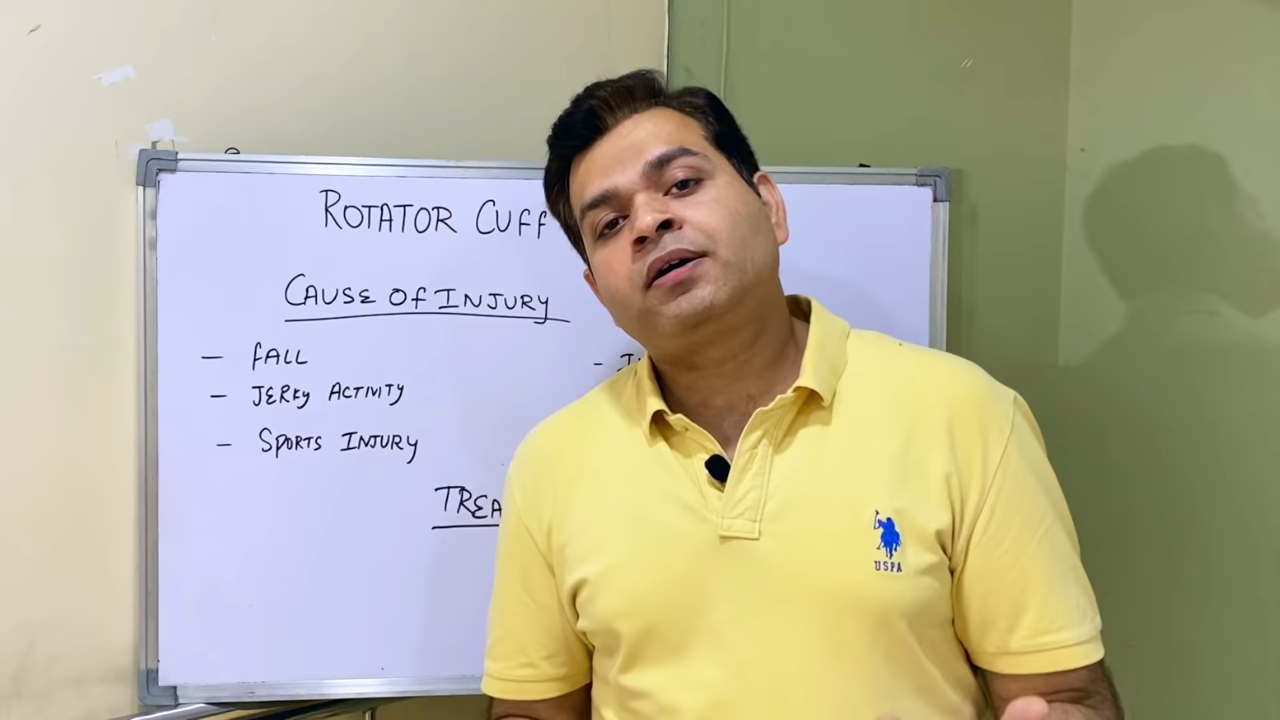 ROTATOR CUFF
CAUSE OF INJURY
- FALL
- JERKY ACTIVITY
- SPORTS INJURY
USPA